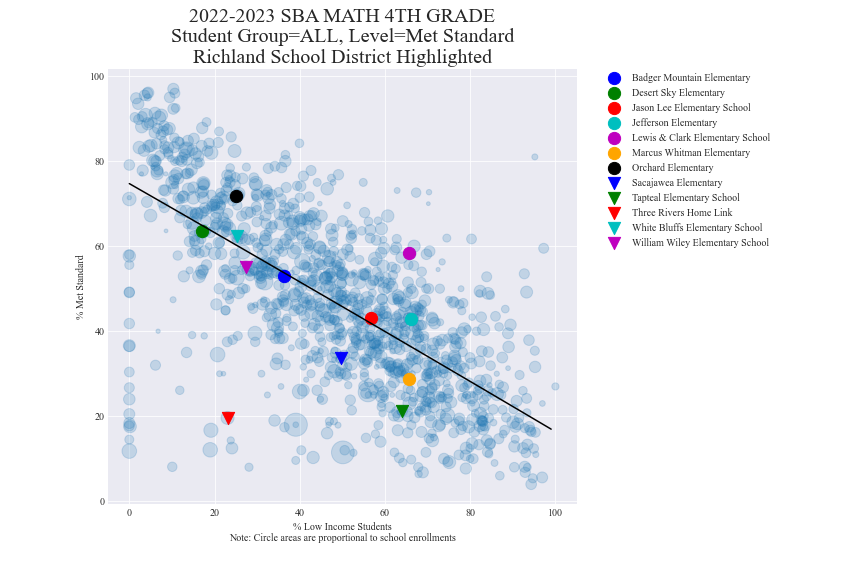 2022-2023 SBA MATH 4TH GRADE
Student Group=ALL, Level=Met Standard
Richland School District Highlighted
100
80
60
40
20
0
% Met Standard
0 20 40 60 80 100
% Low Income Students
Note: Circle areas are proportional to school enrollments
Badger Mountain Elementary
Desert Sky Elementary
Jason Lee Elementary School
Jefferson Elementary
Lewis & Clark Elementary School
Marcus Whitman Elementary
Orchard Elementary
Sacajawea Elementary
Tapteal Elementary School
Three Rivers Home Link
White Bluffs Elementary School
William Wiley Elementary School